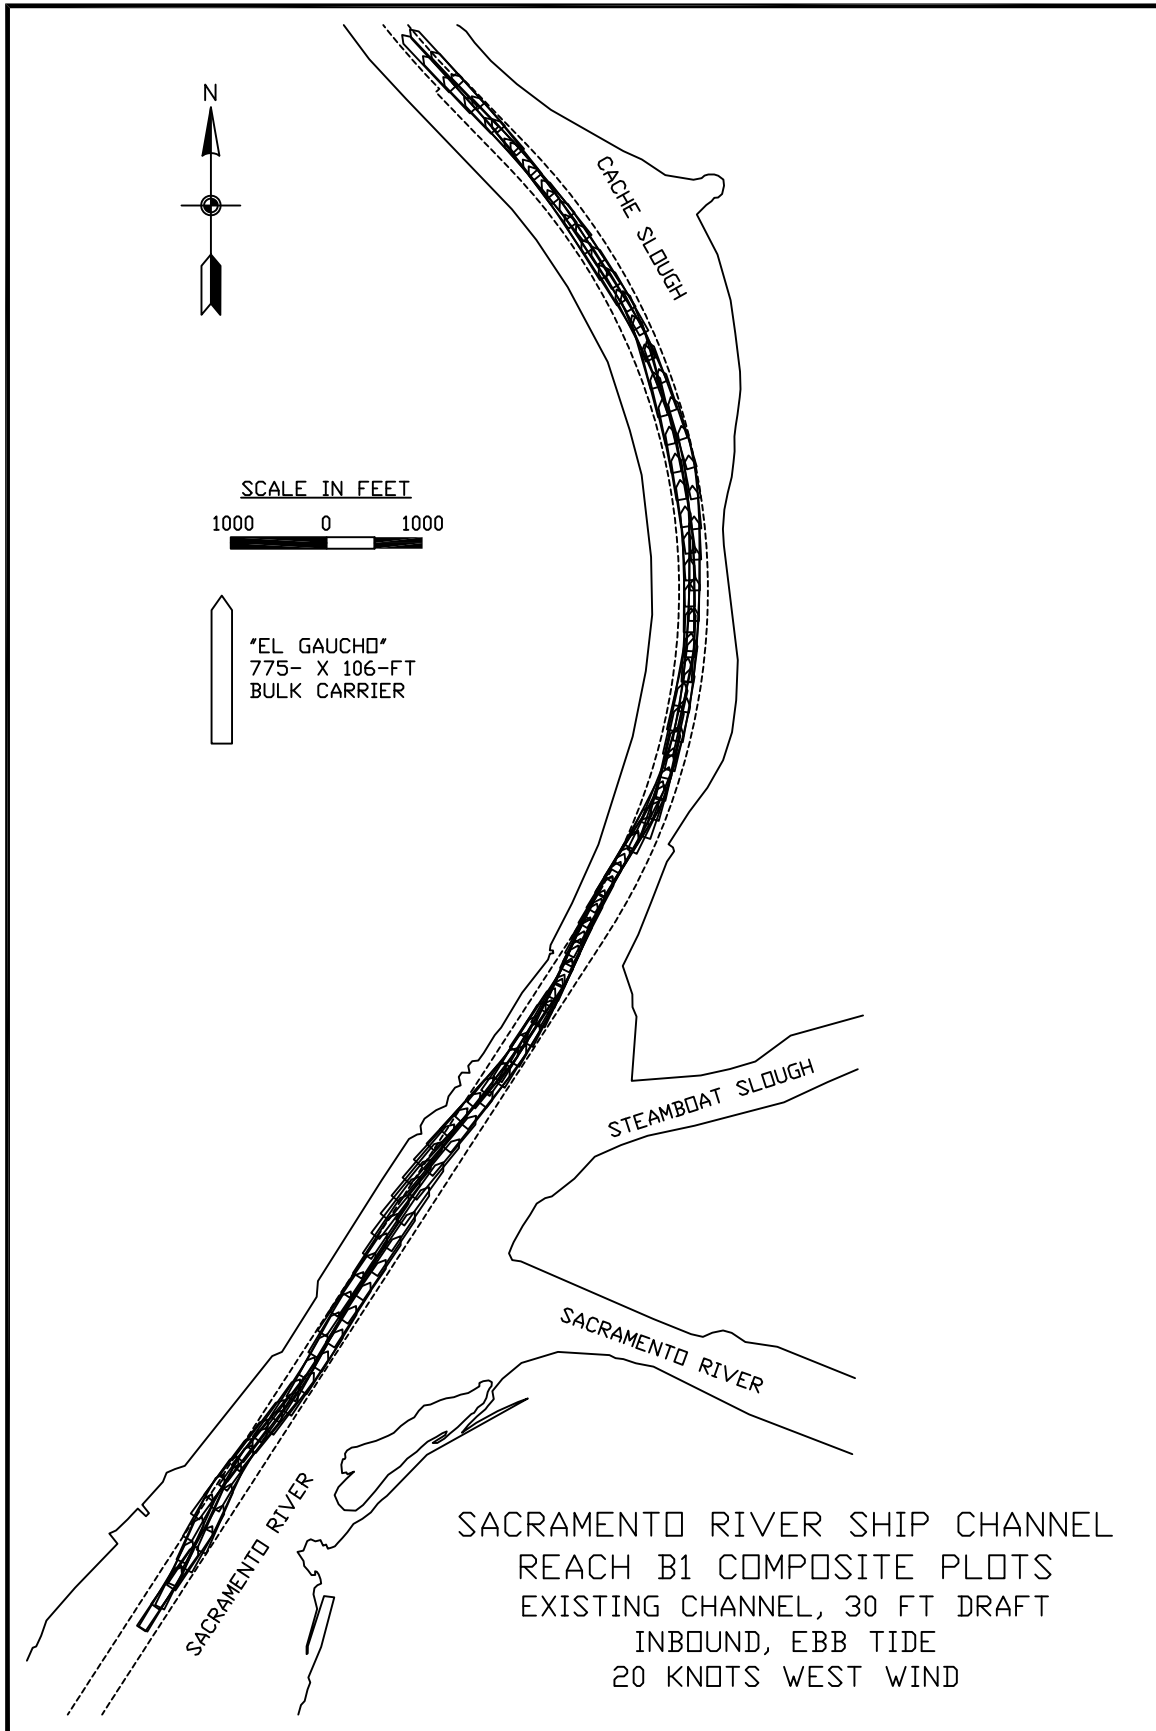 N
CACHE SLOUGH
SCALE IN FEET
1000 0 1000
"EL GAUCHO"
775- X 106-FT
BULK CARRIER
STEAMBOAT SLOUGH
SACRAMENTO RIVER
SACRAMENTO RIVER
SACRAMENTO RIVER SHIP CHANNEL
REACH B1 COMPOSITE PLOTS
EXISTING CHANNEL, 30 FT DRAFT
INBOUND, EBB TIDE
20 KNOTS WEST WIND